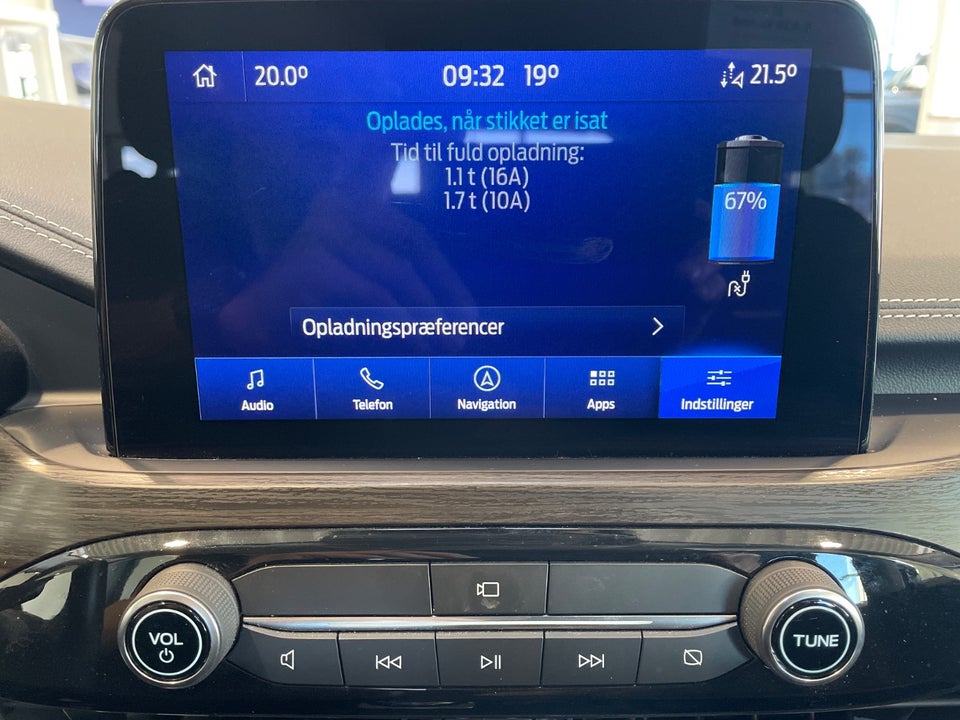 20.0° 09:32 19° 21.5°
Oplades, når stikket er isat
Tid til fuld opladning:
1.1 t (16A)
1.7 t (10A)
67%
Opladningspræferencer
Audio Telefon Navigation Apps Indstillinger
VOL
TUNE